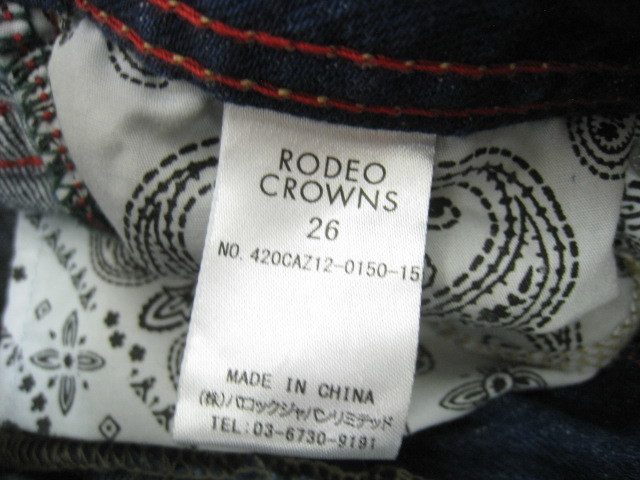 RODEO
CROWNS
26
NO. 420CAZ12-0150-15
MADE IN CHINA
(株)バロックジャパンリミテッド
TEL:03-6730-9191